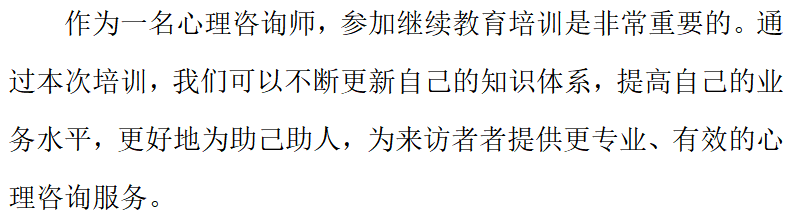 作为一名心理咨询师，参加继续教育培训是非常重要的。通
过本次培训，我们可以不断更新自己的知识体系，提高自己的业
务水平，更好地为助己助人，为来访者者提供更专业、有效的心
理咨询服务。